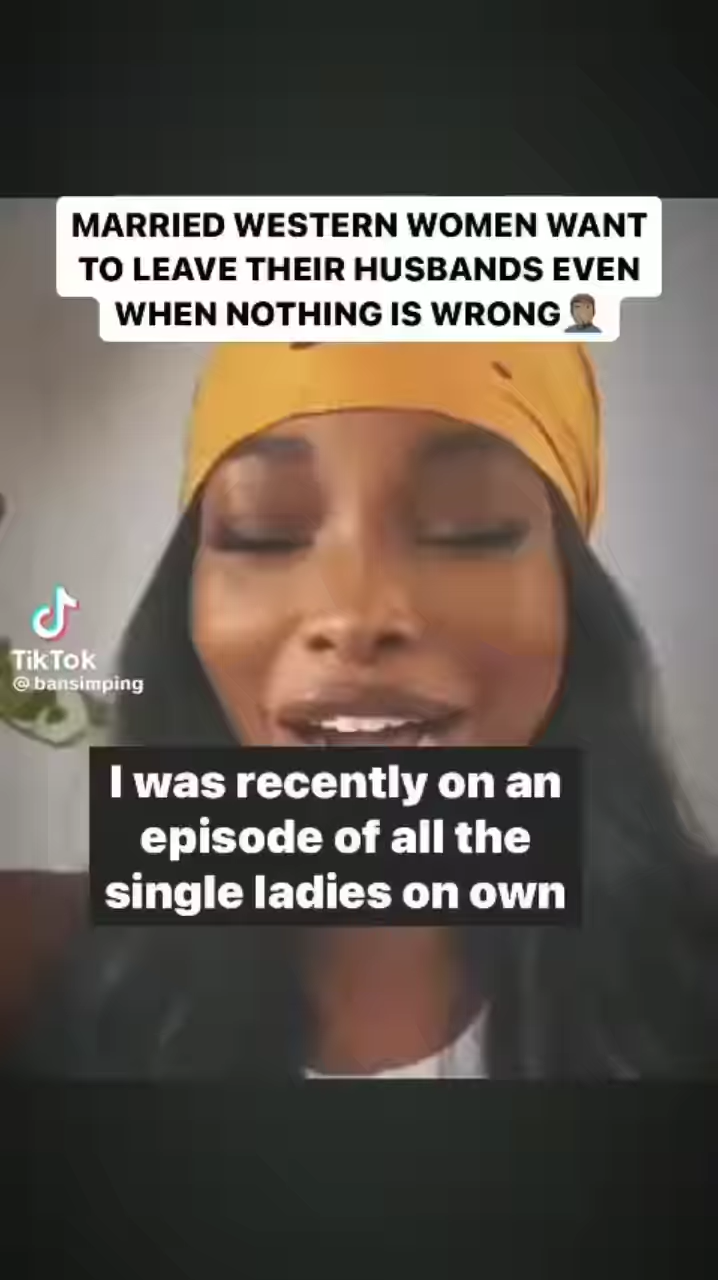 MARRIED WESTERN WOMEN WANT
TO LEAVE THEIR HUSBANDS EVEN
WHEN NOTHING IS WRONG🤦🏾‍♂️
TikTok
@bansimping
I was recently on an
episode of all the
single ladies on own